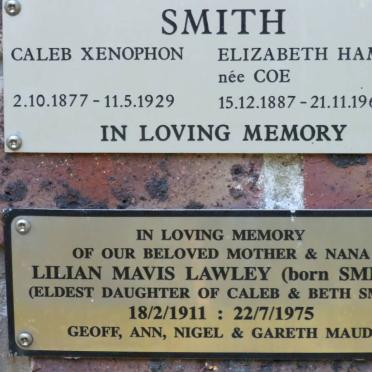 SMITH
CALEB XENOPHON ELIZABETH
née COE
2.10.1877 - 11.5.1929 15.12.1887 - 21.11.
IN LOVING MEMORY
IN LOVING MEMORY
OF OUR BELOVED MOTHER & NANA
LILIAN MAVIS LAWLEY (born
(ELDEST DAUGHTER OF CALEB & BETH
18/2/1911 : 22/7/1975
GEOFF, ANN, NIGEL & GARETH